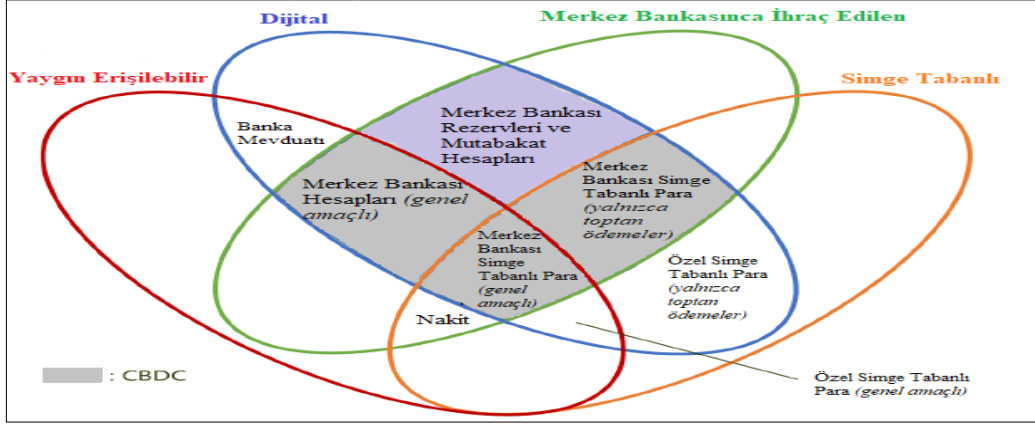 Dijital
Merkez Bankasınca İhraç Edilen
Yaygın Erişilebilir
Simge Tabanlı
Banka
Mevduatı
Merkez Bankası
Rezervleri ve
Mutabakat
Hesapları
Merkez Bankası
Hesapları (genel
amaçlı)
Merkez
Bankası Simge
Tabanlı Para
(yalnızca
toptan
ödemeler)
Merkez
Bankası
Simge
Tabanlı Para
(genel
amaçlı)
Özel Simge
Tabanlı Para
(yalnızca
toptan
ödemeler)
Nakit
: CBDC
Özel Simge Tabanlı
Para (genel amaçlı)